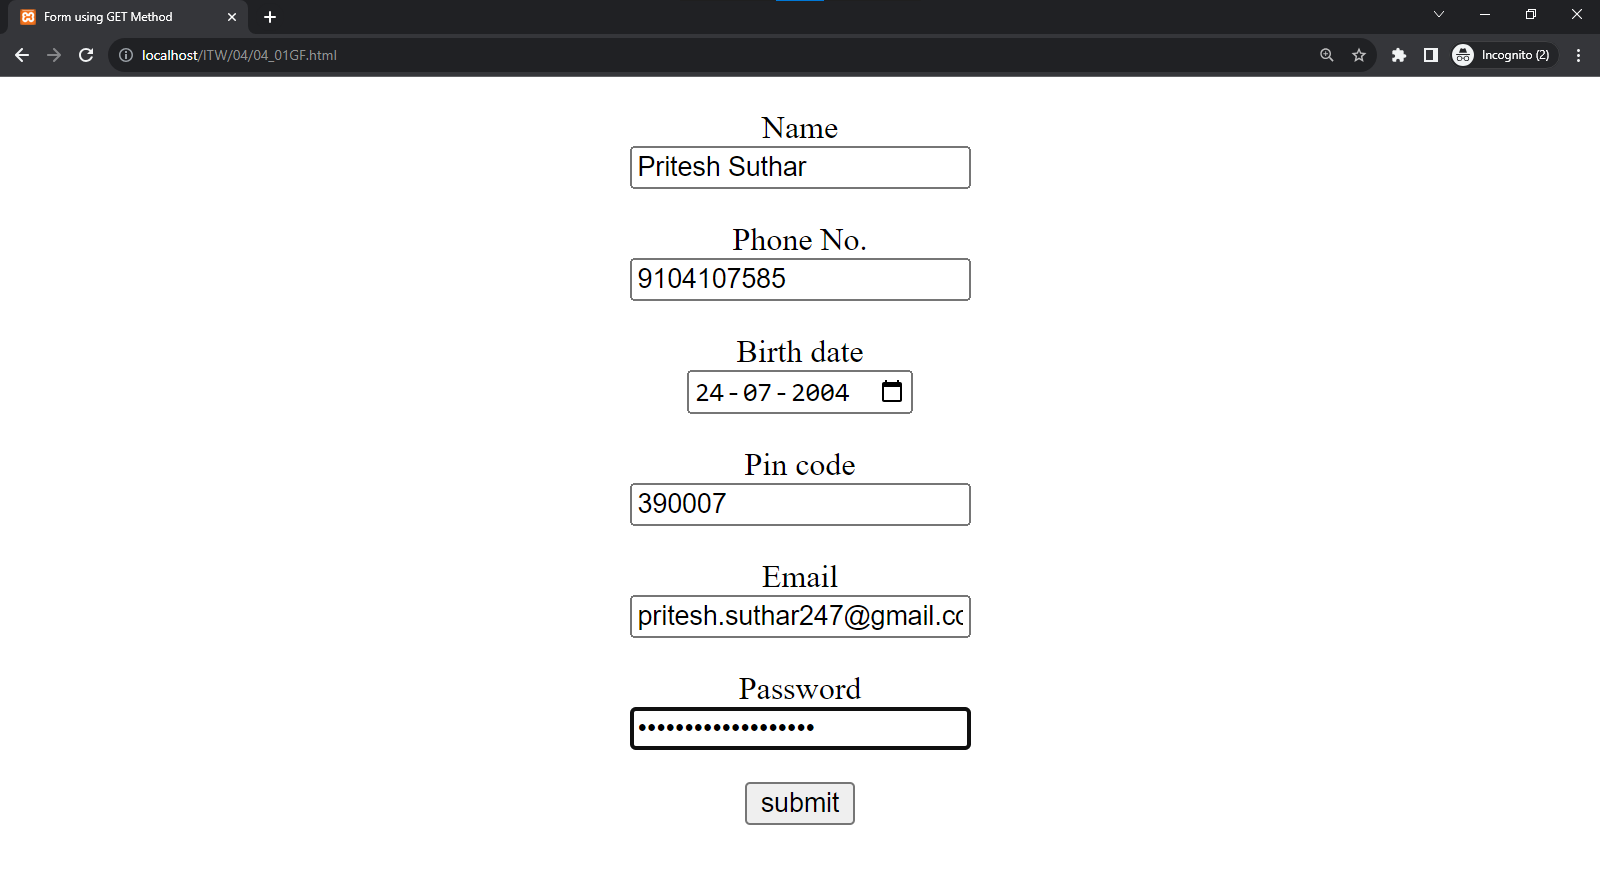 Form using GET Method
localhost/ITW/04/04_01GF.html
Incognito (2)
Name
Pritesh Suthar
Phone No.
9104107585
Birth date
24-07-2004
Pin code
390007
Email
pritesh.suthar247@gmail.co
Password
•••••••••••••••••••
submit